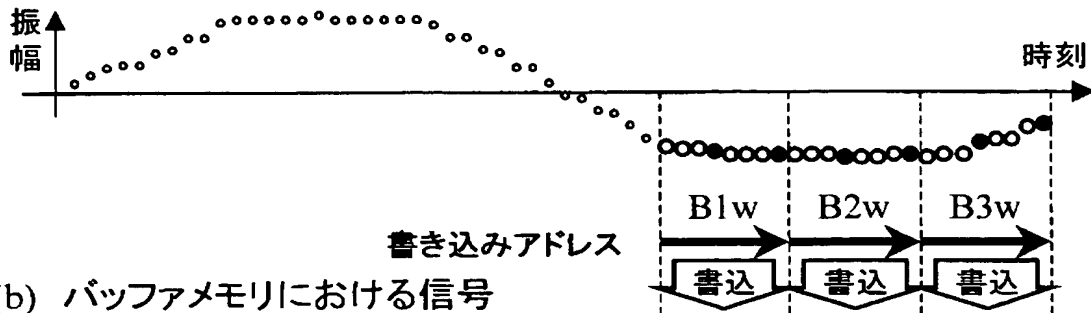 振幅
時刻
B1w B2w B3w
書き込みアドレス
書込 書込 書込
b) バッファメモリにおける信号